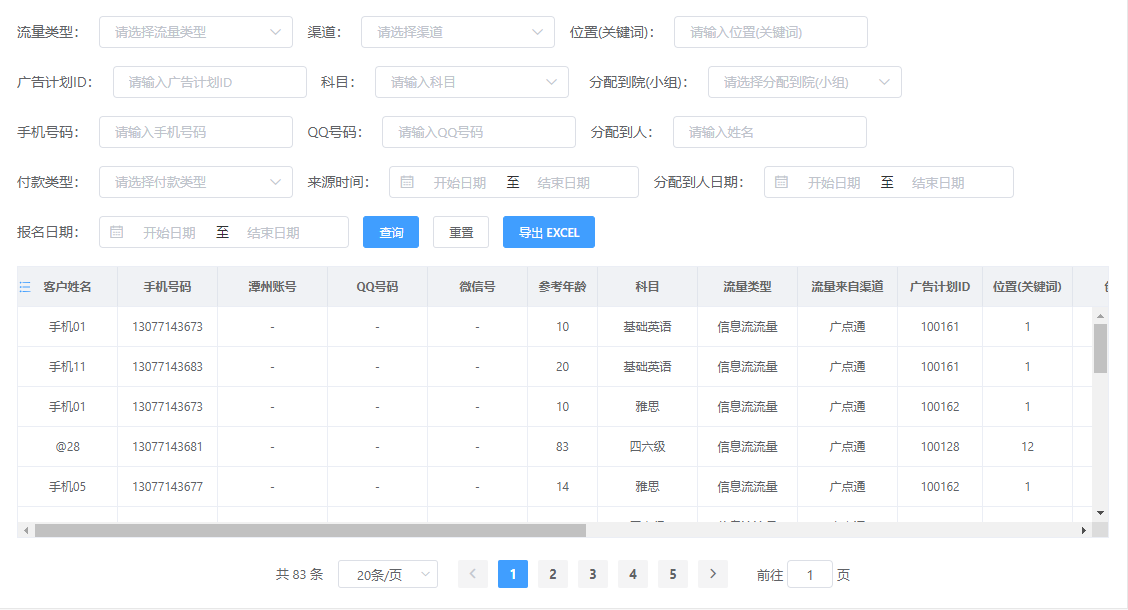 流量类型： 请选择流量类型 渠道： 请选择渠道 位置(关键词)： 请输入位置(关键词)
广告计划ID： 请输入广告计划ID 科目： 请输入科目 分配到院(小组)： 请选择分配到院(小组)
手机号码： 请输入手机号码 QQ号码： 请输入QQ号码 分配到人： 请输入姓名
付款类型： 请选择付款类型 来源时间： 开始日期 至 结束日期 分配到人日期： 开始日期 至 结束日期
报名日期： 开始日期 至 结束日期 查询 重置 导出 EXCEL
客户姓名 手机号码 潭州账号 QQ号码 微信号 参考年龄 科目 流量类型 流量来自渠道 广告计划ID 位置(关键词)
手机01 13077143673 - - - 10 基础英语 信息流流量 广点通 100161 1
手机11 13077143683 - - - 20 基础英语 信息流流量 广点通 100161 1
手机01 13077143673 - - - 10 雅思 信息流流量 广点通 100162 1
@28 13077143681 - - - 83 四六级 信息流流量 广点通 100128 12
手机05 13077143677 - - - 14 雅思 信息流流量 广点通 100162 1
共 83 条 20条/页 1 2 3 4 5 前往 1 页